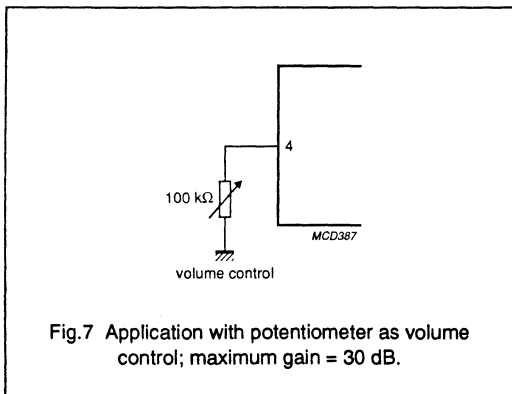 4
100 kΩ
MCD387
volume control
Fig.7 Application with potentiometer as volume
control; maximum gain = 30 dB.